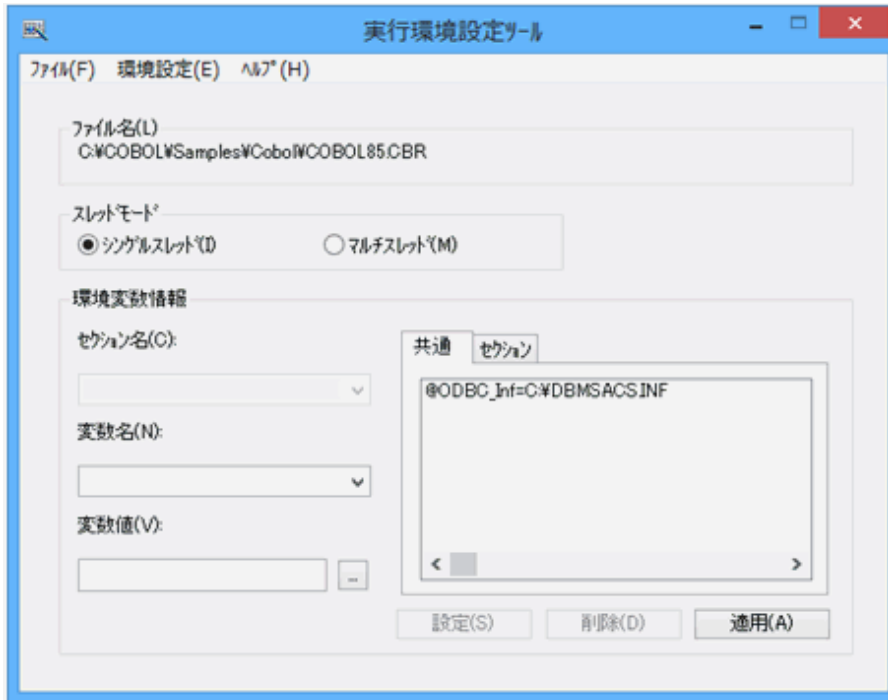 実行環境設定ツール
ファイル(F) 環境設定(E) ヘルプ(H)
ファイル名(L)
C:¥COBOL¥Samples¥Cobol¥COBOL85.CBR
スレッドモード
シングルスレッド(I) マルチスレッド(M)
環境変数情報
セクション名(C):
共通 セクション
@ODBC_Inf=C:¥DBMSACS.INF
変数名(N):
変数値(V):
...
設定(S) 削除(D) 適用(A)